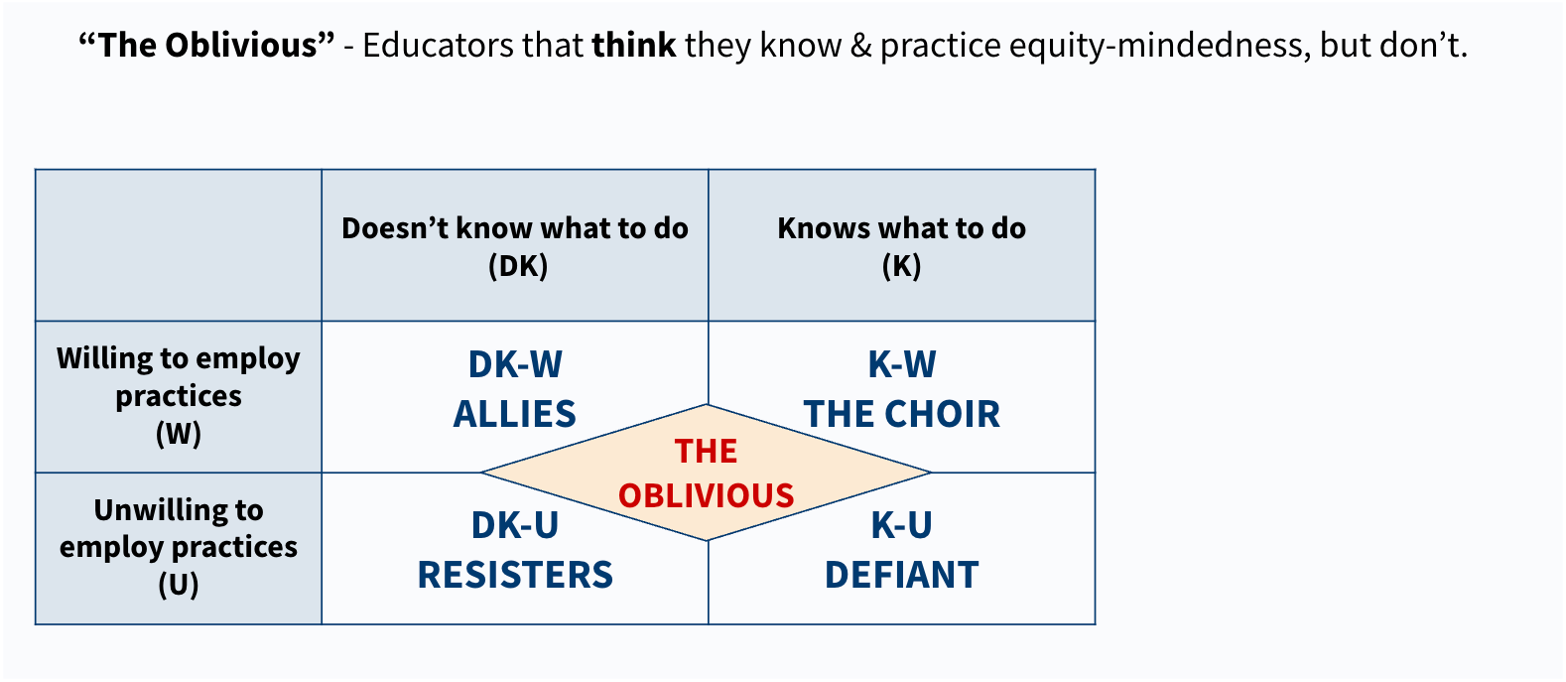 “The Oblivious” - Educators that think they know & practice equity-mindedness, but don’t.
Doesn’t know what to do
(DK)
Knows what to do
(K)
Willing to employ
practices
(W)
DK-W
ALLIES
K-W
THE CHOIR
THE
OBLIVIOUS
Unwilling to
employ practices
(U)
DK-U
RESISTERS
K-U
DEFIANT